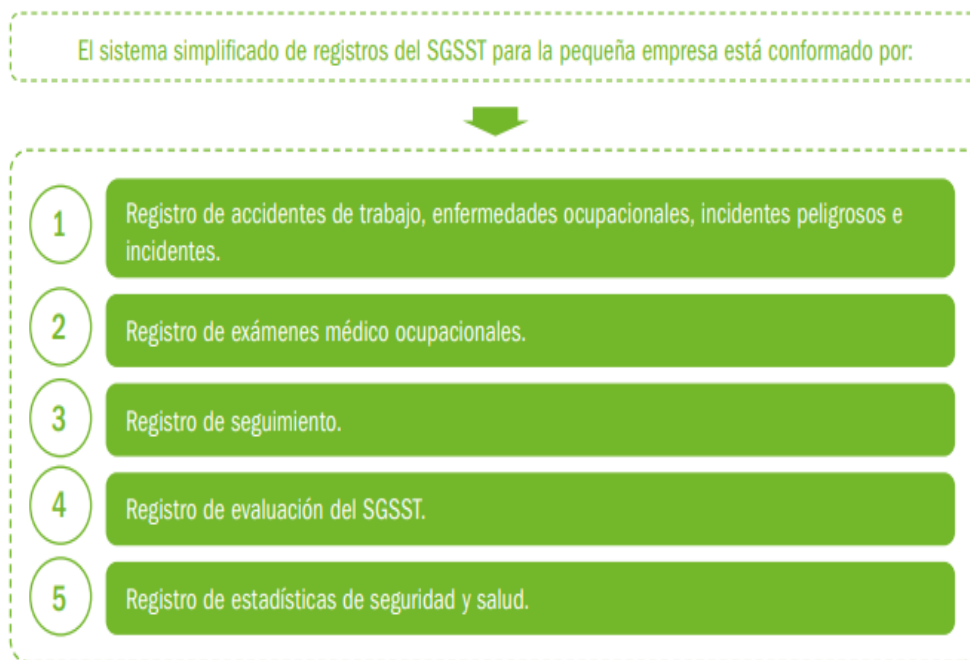 El sistema simplificado de registros del SGSST para la pequeña empresa está conformado por:
1
Registro de accidentes de trabajo, enfermedades ocupacionales, incidentes peligrosos e
incidentes.
2
Registro de exámenes médico ocupacionales.
3
Registro de seguimiento.
4
Registro de evaluación del SGSST.
5
Registro de estadísticas de seguridad y salud.